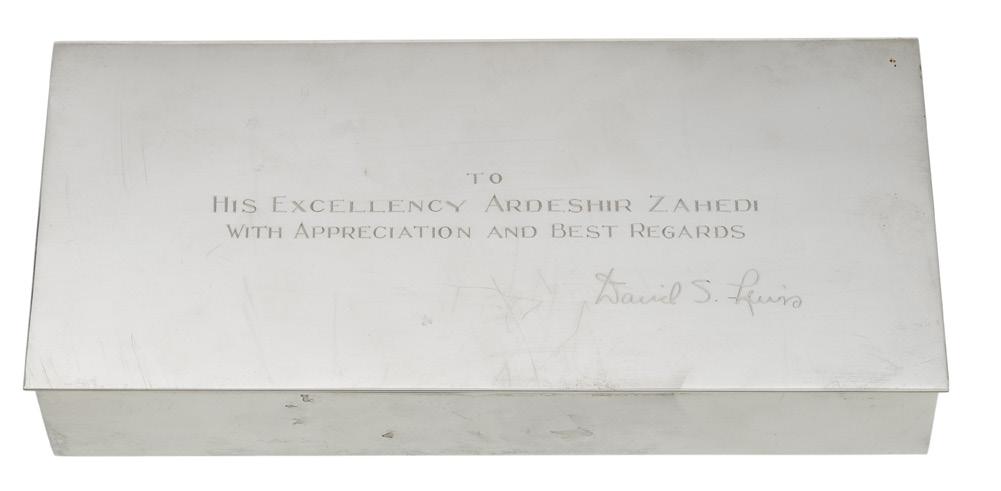 TO
HIS EXCELLENCY ARDESHIR ZAHEDI
WITH APPRECIATION AND BEST REGARDS
David S. Lewis